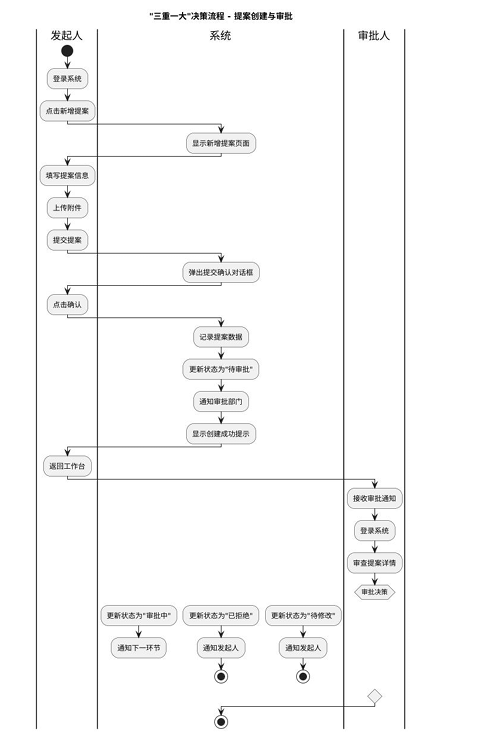 "三重一大"决策流程 - 提案创建与审批
发起人
系统
审批人
登录系统
点击新增提案
显示新增提案页面
填写提案信息
上传附件
提交提案
弹出提交确认对话框
点击确认
记录提案数据
更新状态为"待审批"
通知审批部门
显示创建成功提示
返回工作台
接收审批通知
登录系统
审查提案详情
审批决策
更新状态为"审批中"
更新状态为"已拒绝"
更新状态为"待修改"
通知下一环节
通知发起人
通知发起人